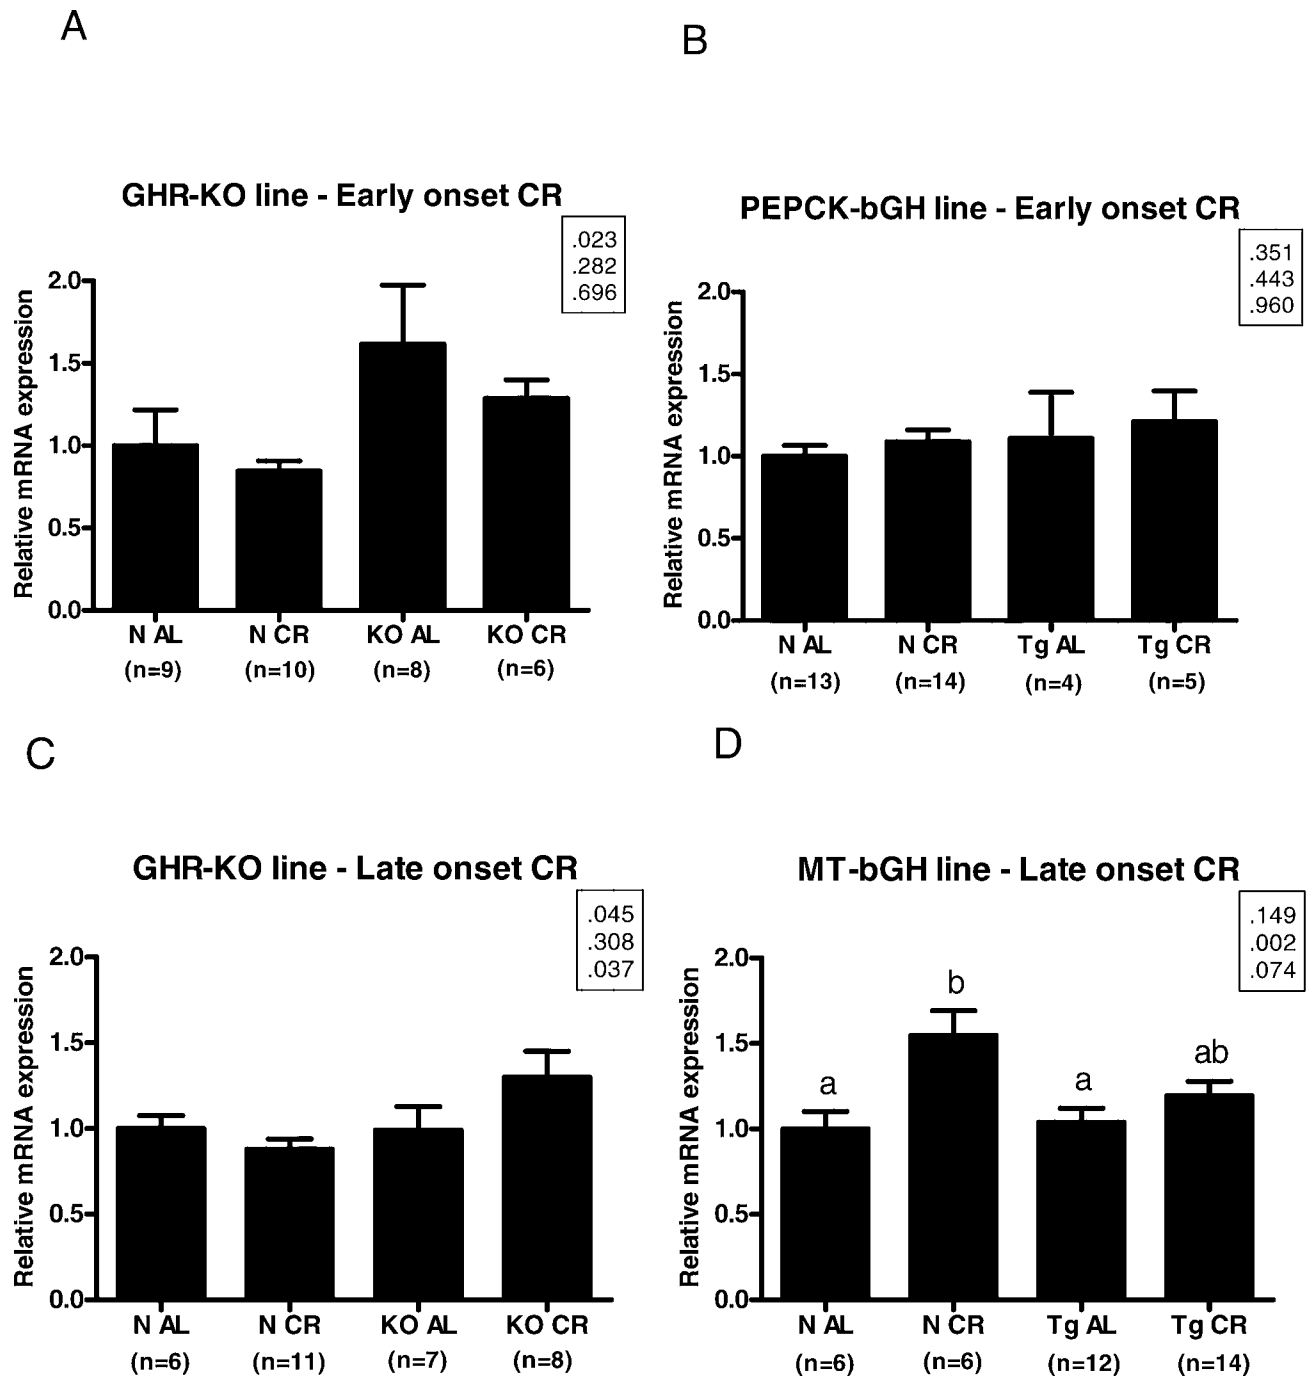 A
GHR-KO line - Early onset CR
.023
.282
.696
Relative mRNA expression
2.0
1.5
1.0
0.5
0.0
N AL
N CR
KO AL
KO CR
(n=9)
(n=10)
(n=8)
(n=6)
B
PEPCK-bGH line - Early onset CR
.351
.443
.960
Relative mRNA expression
2.0
1.5
1.0
0.5
0.0
N AL
N CR
Tg AL
Tg CR
(n=13)
(n=14)
(n=4)
(n=5)
C
GHR-KO line - Late onset CR
.045
.308
.037
Relative mRNA expression
2.0
1.5
1.0
0.5
0.0
N AL
N CR
KO AL
KO CR
(n=6)
(n=11)
(n=7)
(n=8)
D
MT-bGH line - Late onset CR
.149
.002
.074
Relative mRNA expression
2.0
1.5
1.0
0.5
0.0
a
b
a
ab
N AL
N CR
Tg AL
Tg CR
(n=6)
(n=6)
(n=12)
(n=14)